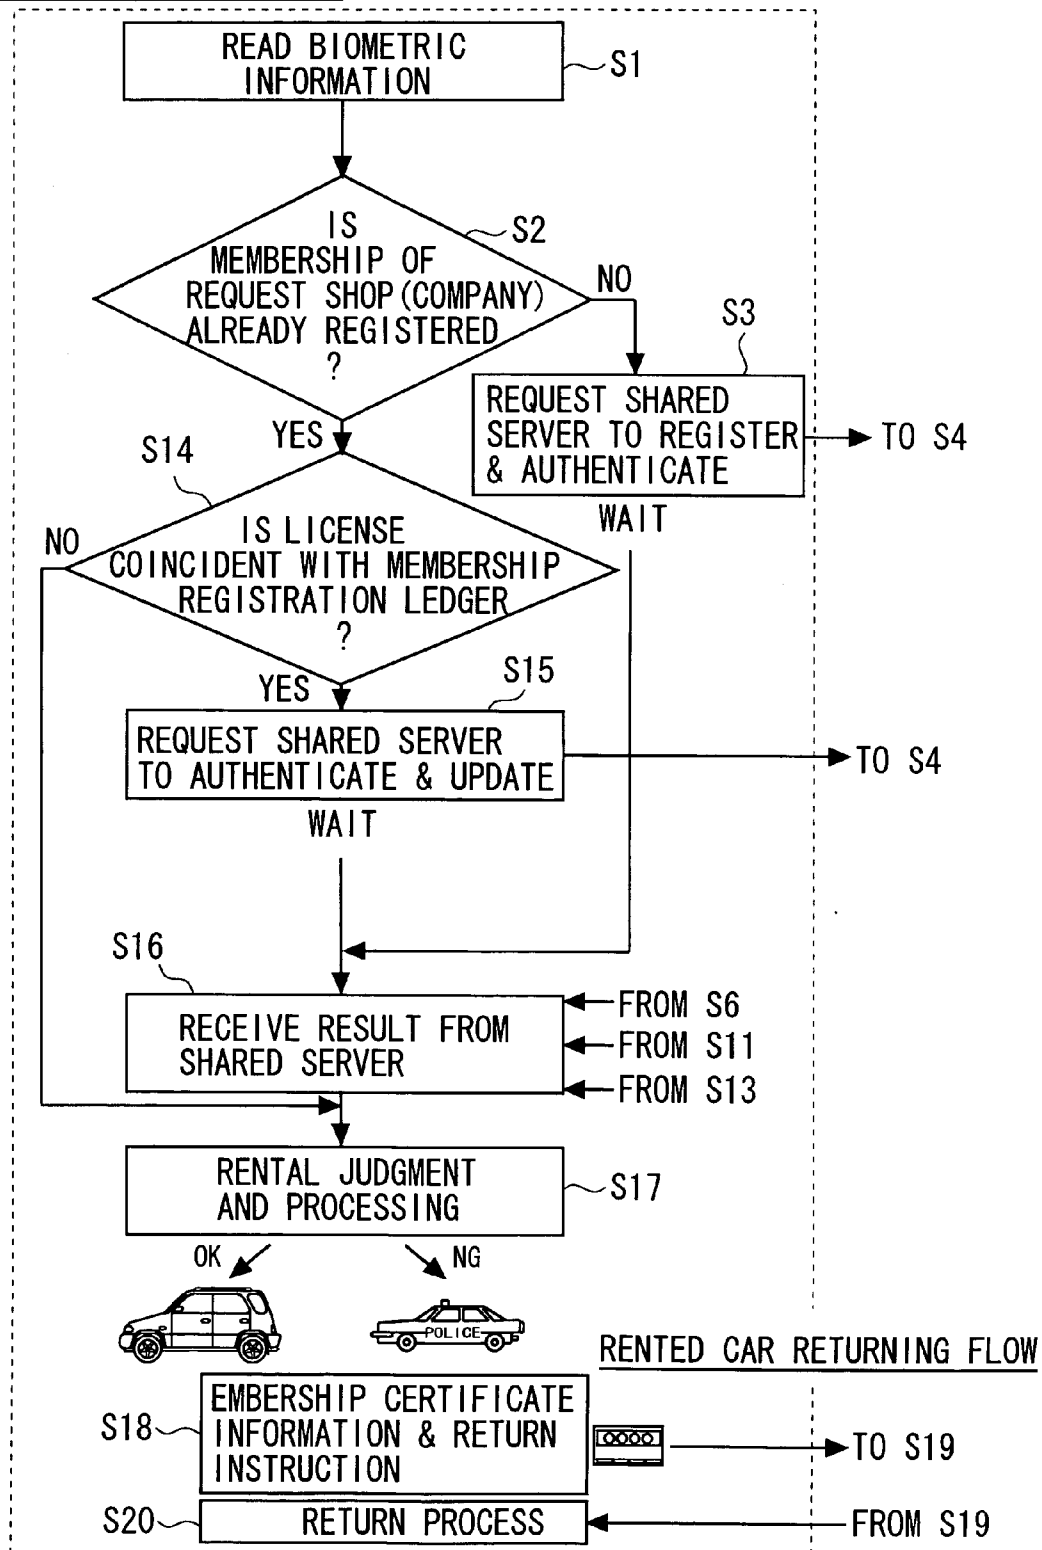 READ BIOMETRIC
INFORMATION
S1
IS
MEMBERSHIP OF
REQUEST SHOP (COMPANY)
ALREADY REGISTERED
?
S2
NO
S3
REQUEST SHARED
SERVER TO REGISTER
& AUTHENTICATE
TO S4
WAIT
YES
S14
NO
IS LICENSE
COINCIDENT WITH MEMBERSHIP
REGISTRATION LEDGER
?
YES
S15
REQUEST SHARED SERVER
TO AUTHENTICATE & UPDATE
TO S4
WAIT
S16
RECEIVE RESULT FROM
SHARED SERVER
FROM S6
FROM S11
FROM S13
RENTAL JUDGMENT
AND PROCESSING
S17
OK
NG
POLICE
RENTED CAR RETURNING FLOW
S18
EMBERSHIP CERTIFICATE
INFORMATION & RETURN
INSTRUCTION
TO S19
S20
RETURN PROCESS
FROM S19